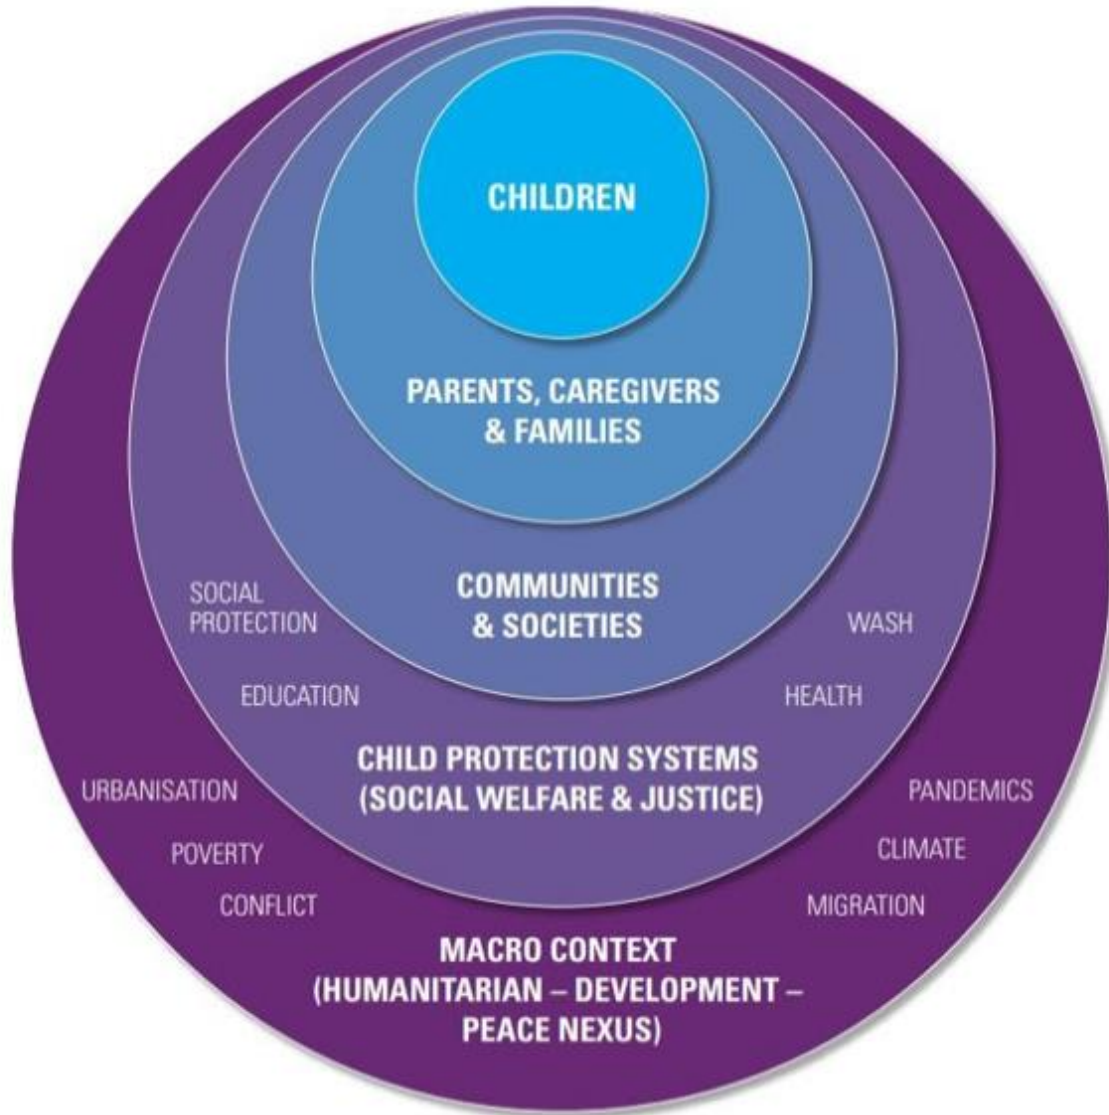 CHILDREN
PARENTS, CAREGIVERS
& FAMILIES
COMMUNITIES
& SOCIETIES
SOCIAL
PROTECTION
WASH
EDUCATION
HEALTH
CHILD PROTECTION SYSTEMS
(SOCIAL WELFARE & JUSTICE)
URBANISATION
PANDEMICS
POVERTY
CLIMATE
CONFLICT
MIGRATION
MACRO CONTEXT
(HUMANITARIAN – DEVELOPMENT –
PEACE NEXUS)